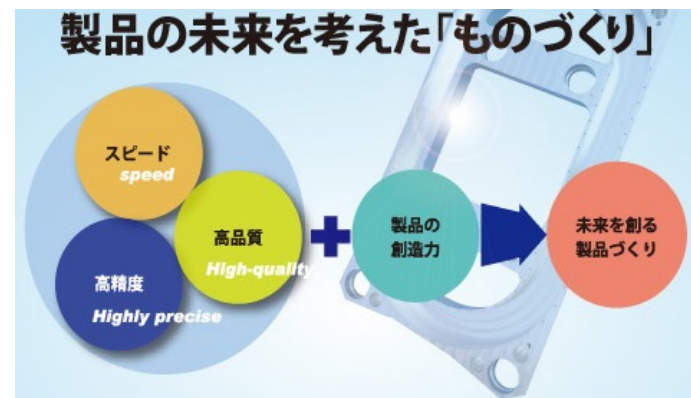 製品の未来を考えた「ものづくり」
スピード
speed
高品質
High-quality
高精度
Highly precise
製品の
創造力
未来を創る
製品づくり